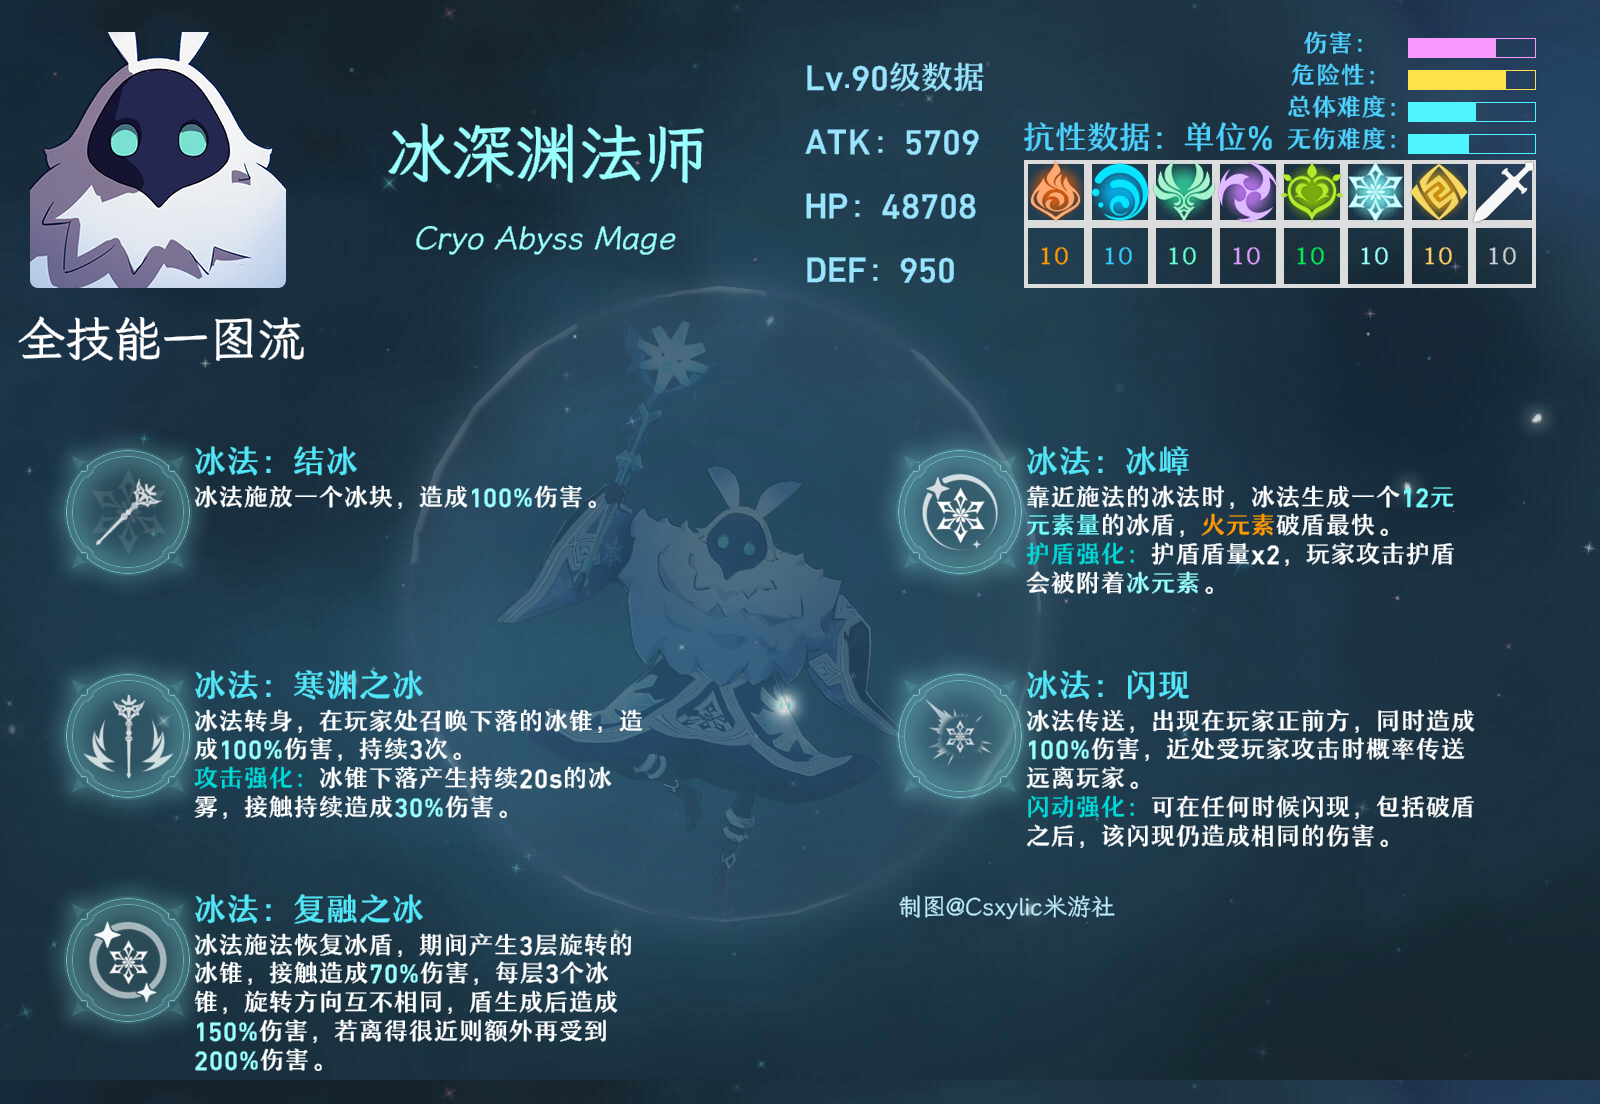 冰深渊法师
Cryo Abyss Mage
全技能一图流
Lv.90级数据
ATK：5709
HP：48708
DEF：950
伤害：
危险性：
总体难度：
无伤难度：
抗性数据：单位%
10 10 10 10 10 10 10 10
冰法：结冰
冰法施放一个冰块，造成100%伤害。
冰法：寒渊之冰
冰法转身，在玩家处召唤下落的冰锥，造
成100%伤害，持续3次。
攻击强化：冰锥下落产生持续20s的冰
雾，接触持续造成30%伤害。
冰法：复融之冰
冰法施法恢复冰盾，期间产生3层旋转的
冰锥，接触造成70%伤害，每层3个冰
锥，旋转方向互不相同，盾生成后造成
150%伤害，若离得很近则额外再受到
200%伤害。
冰法：冰嶂
靠近施法的冰法时，冰法生成一个12元
元素量的冰盾，火元素破盾最快。
护盾强化：护盾盾量x2，玩家攻击护盾
会被附着冰元素。
冰法：闪现
冰法传送，出现在玩家正前方，同时造成
100%伤害，近处受玩家攻击时概率传送
远离玩家。
闪动强化：可在任何时候闪现，包括破盾
之后，该闪现仍造成相同的伤害。
制图@Csxylic米游社